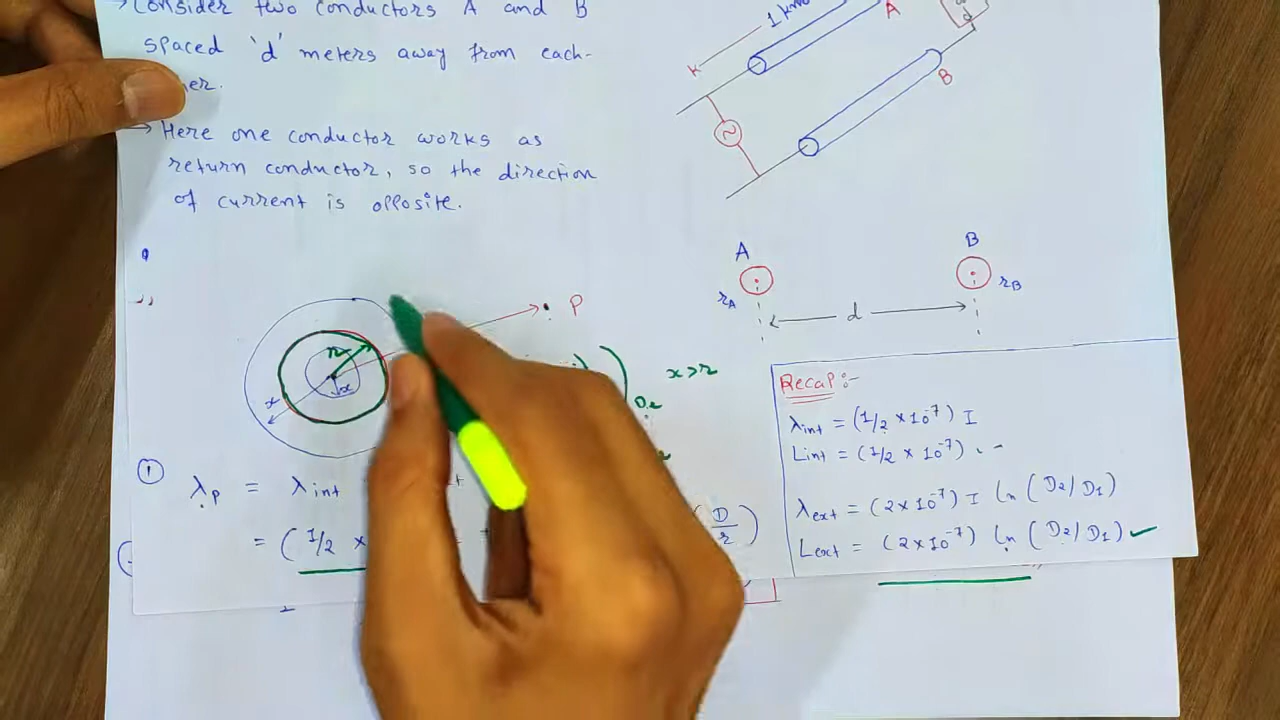 → Consider two conductors A and B
spaced 'd' meters away from each-
→ Here one conductor works as
return conductor, so the direction
of current is opposite.
1 km
A
B
A
B
rA
rB
d
P
r
x
x
x>r
① λp = λint
= (1/2 ×
(D/r)
Recap:-
λint = (1/2 × 10⁻⁷) I
Lint = (1/2 × 10⁻⁷)
λext = (2×10⁻⁷) I ln (D2/D1)
Lext = (2×10⁻⁷) ln (D2/D1) ✓